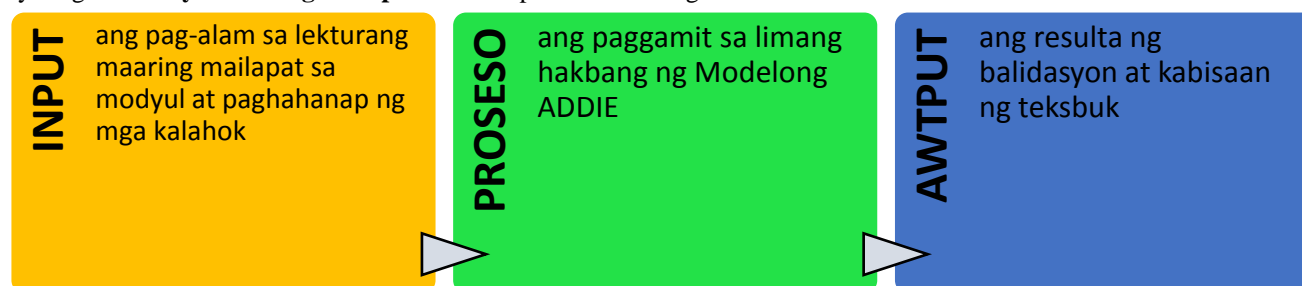 INPUT
ang pag-alam sa lekturang
maaring mailapat sa
modyul at paghahanap ng
mga kalahok
PROSESO
ang paggamit sa limang
hakbang ng Modelong
ADDIE
AWTPUT
ang resulta ng
balidasyon at kabisaan
ng teksbuk